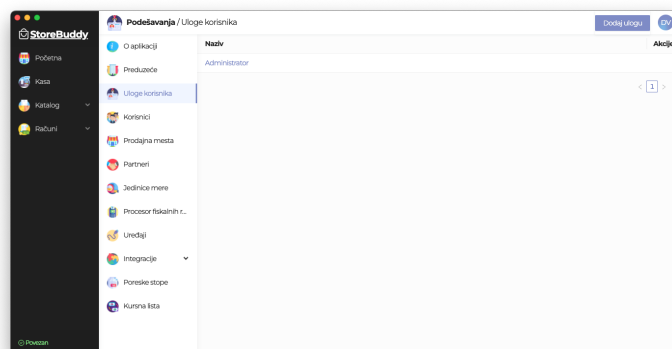 StoreBuddy
Početna
Kasa
Katalog
Računi
Povezan
Podešavanja / Uloge korisnika
Dodaj ulogu
DV
O aplikaciji
Preduzeće
Uloge korisnika
Korisnici
Prodajna mesta
Partneri
Jedinice mere
Procesor fiskalnih r...
Uređaji
Integracije
Poreske stope
Kursna lista
Naziv
Akcije
Administrator
< 1 >